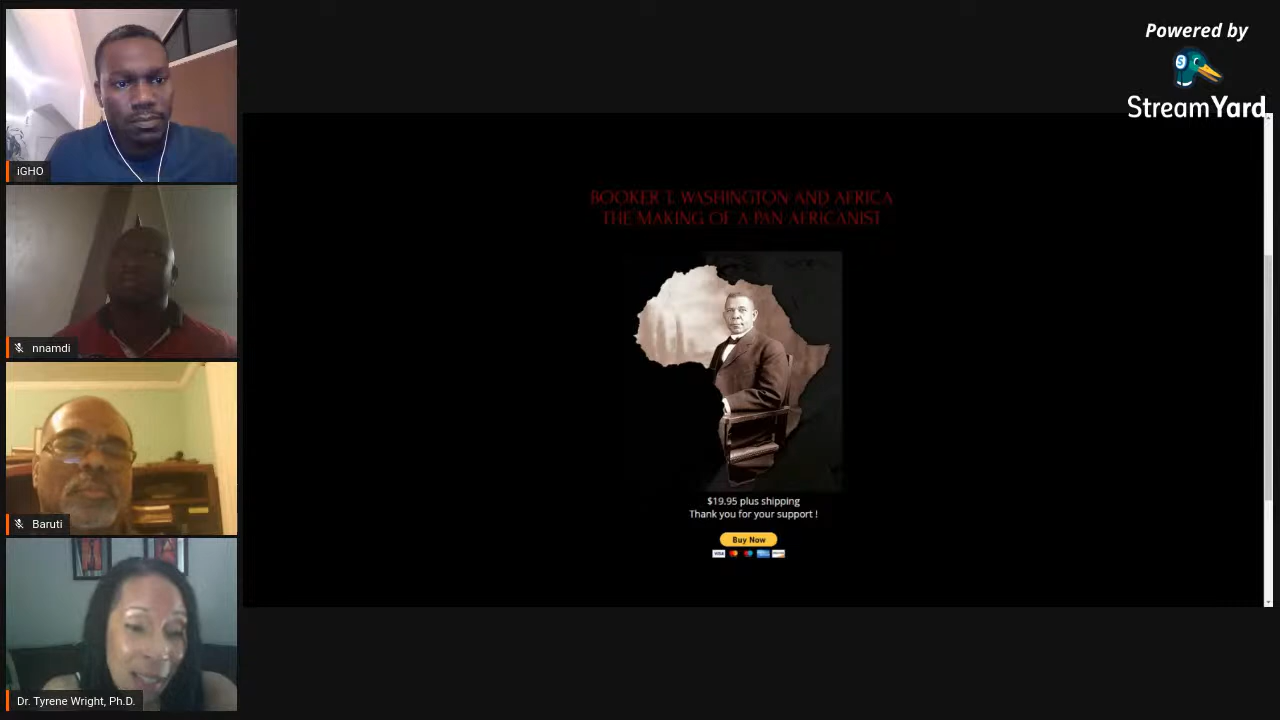 Powered by
StreamYard
iGHO
nnamdi
Baruti
Dr. Tyrene Wright, Ph.D.
BOOKER T. WASHINGTON AND AFRICA
THE MAKING OF A PAN AFRICANIST
$19.95 plus shipping
Thank you for your support !
Buy Now
VISA